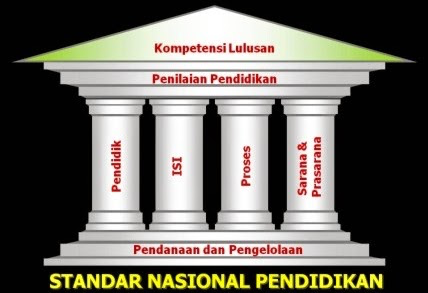 Kompetensi Lulusan
Penilaian Pendidikan
Pendidik
ISI
Proses
Sarana &
Prasarana
Pendanaan dan Pengelolaan
STANDAR NASIONAL PENDIDIKAN